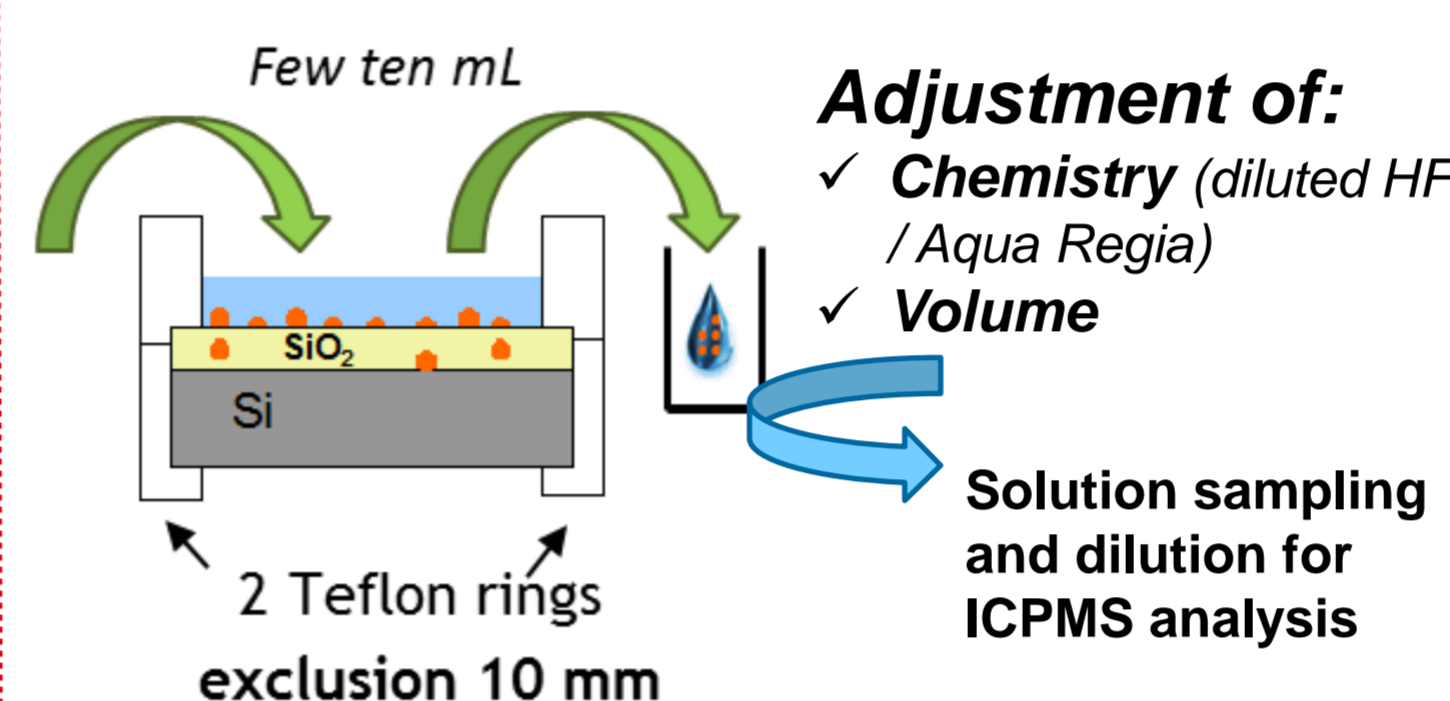 Few ten mL
Adjustment of:
✓ Chemistry (diluted HF
/ Aqua Regia)
✓ Volume
SiO₂
Si
Solution sampling
and dilution for
ICPMS analysis
2 Teflon rings
exclusion 10 mm